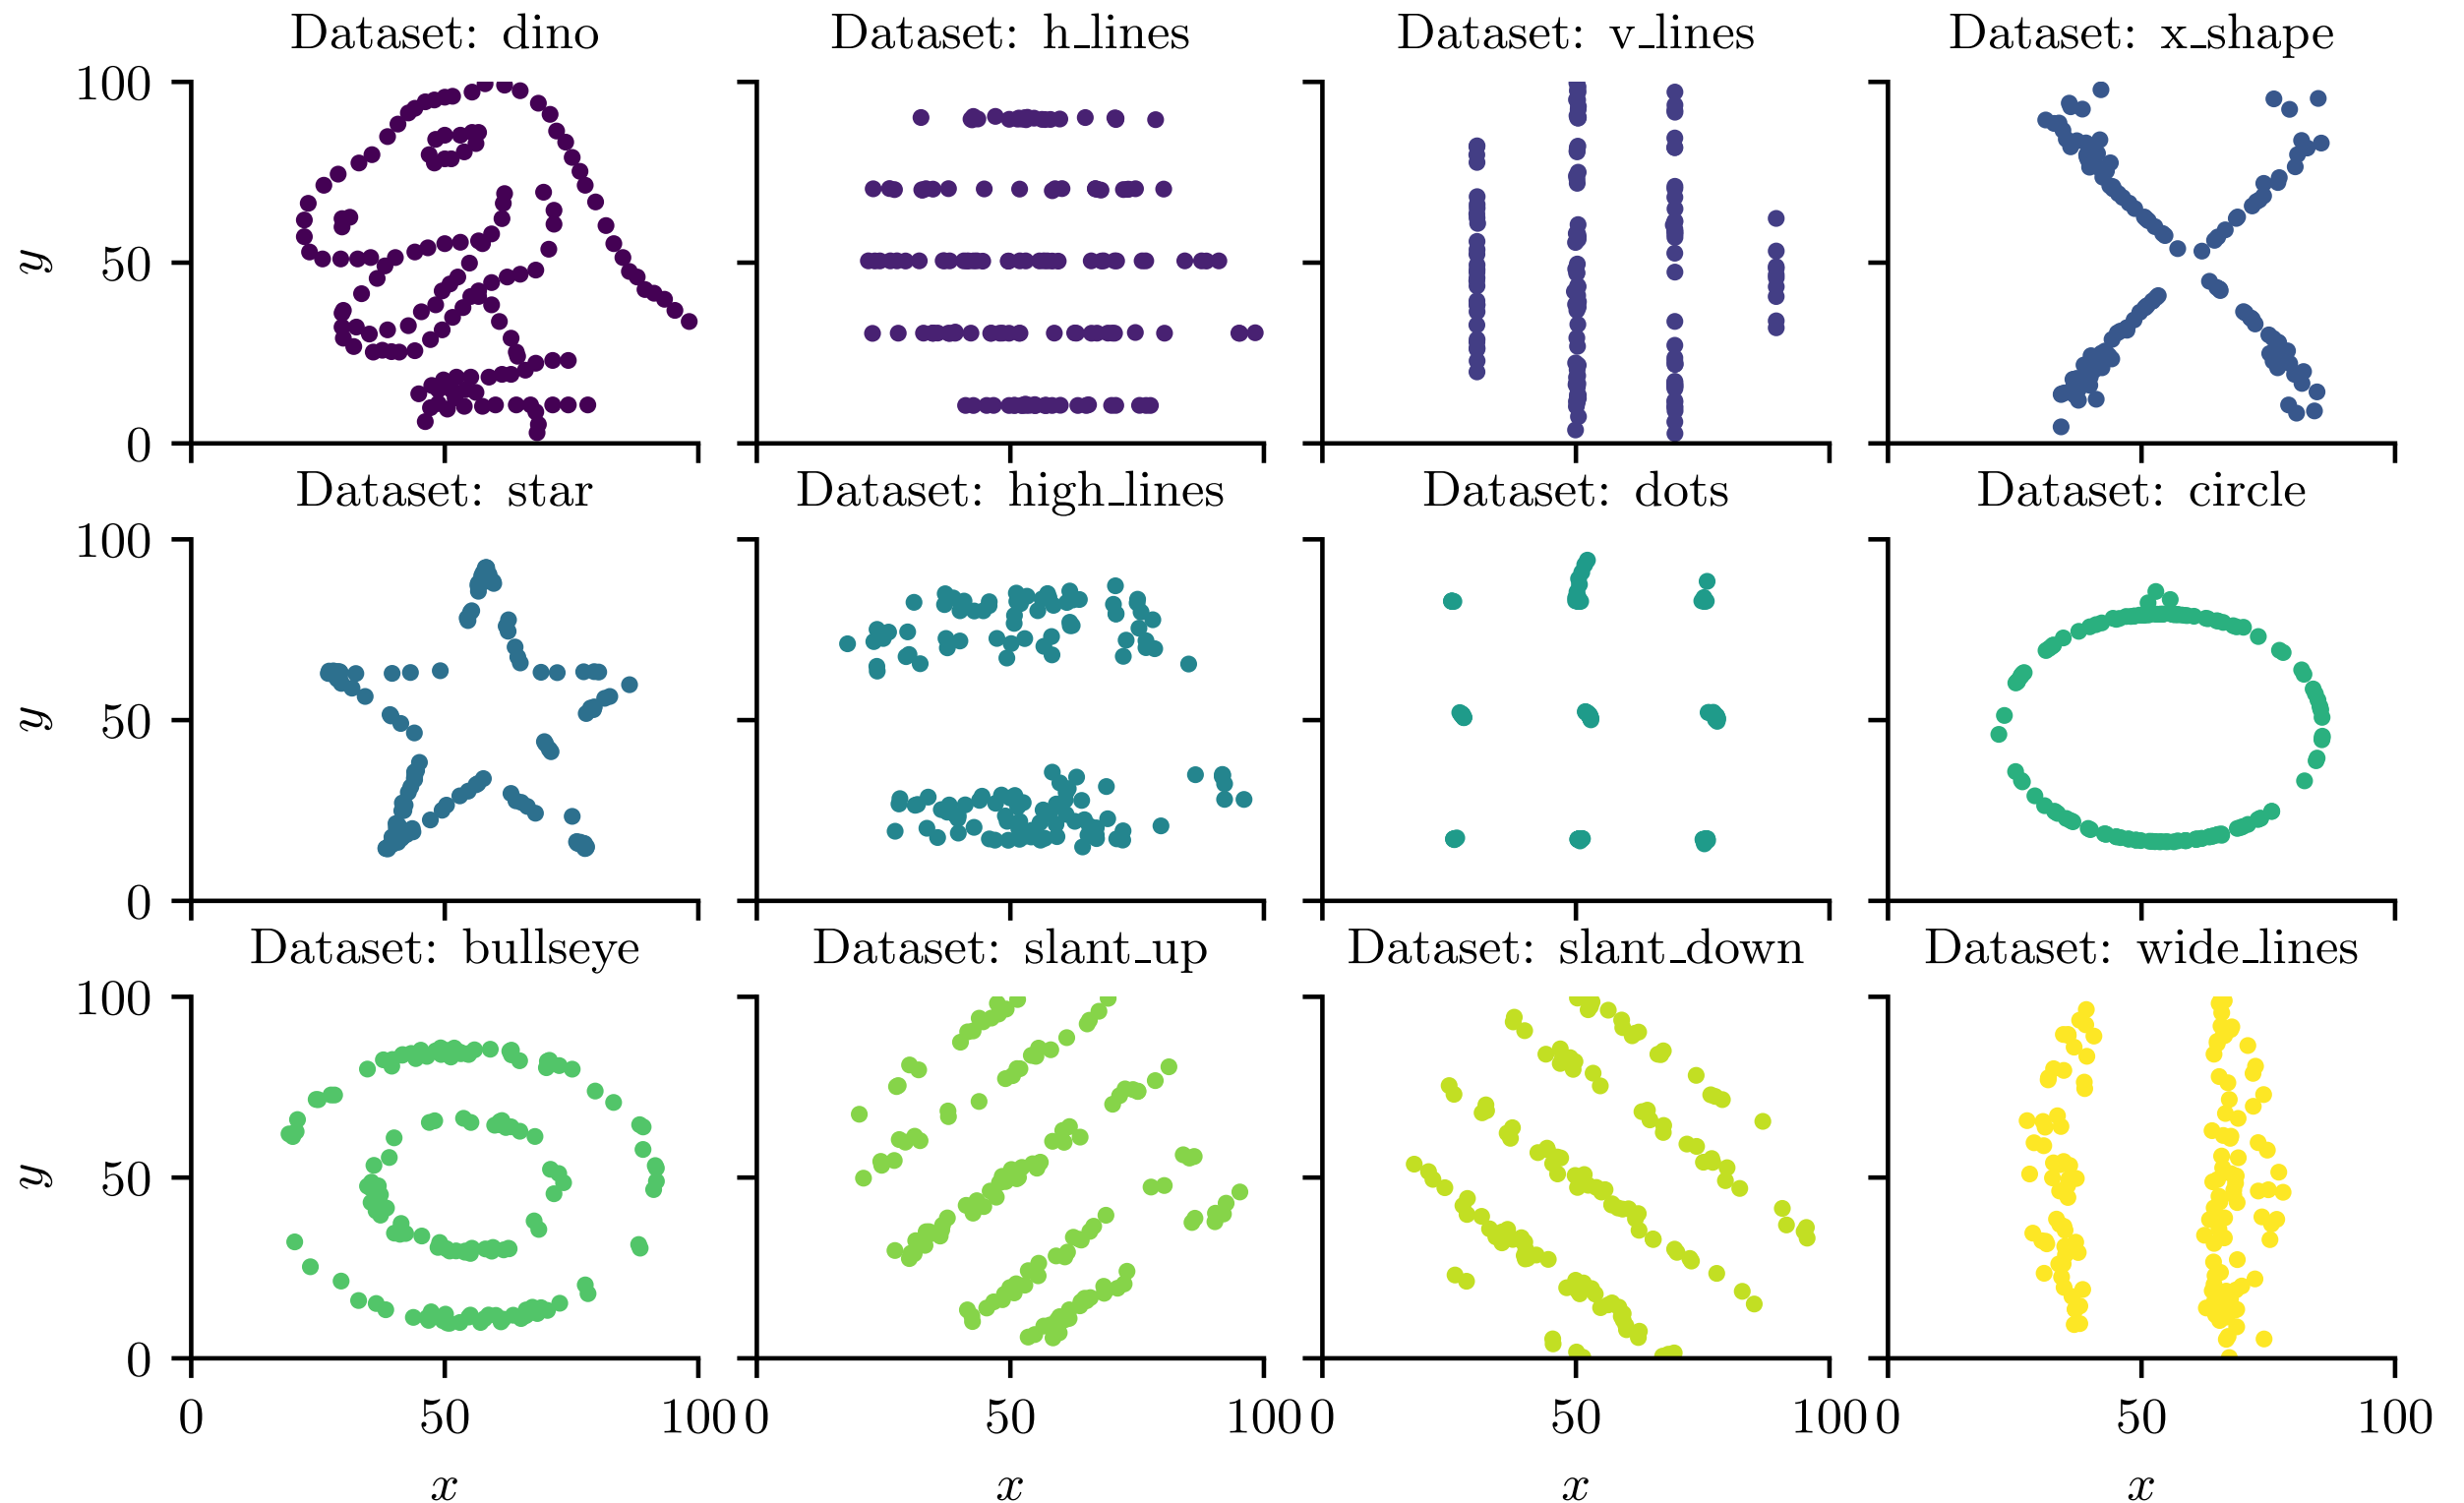 Dataset: dino Dataset: h_lines Dataset: v_lines Dataset: x_shape
100
y
50
0
Dataset: star Dataset: high_lines Dataset: dots Dataset: circle
100
y
50
0
Dataset: bullseye Dataset: slant_up Dataset: slant_down Dataset: wide_lines
100
y
50
0
0 50 100 0 50 100 0 50 100 0 50 100
x x x x